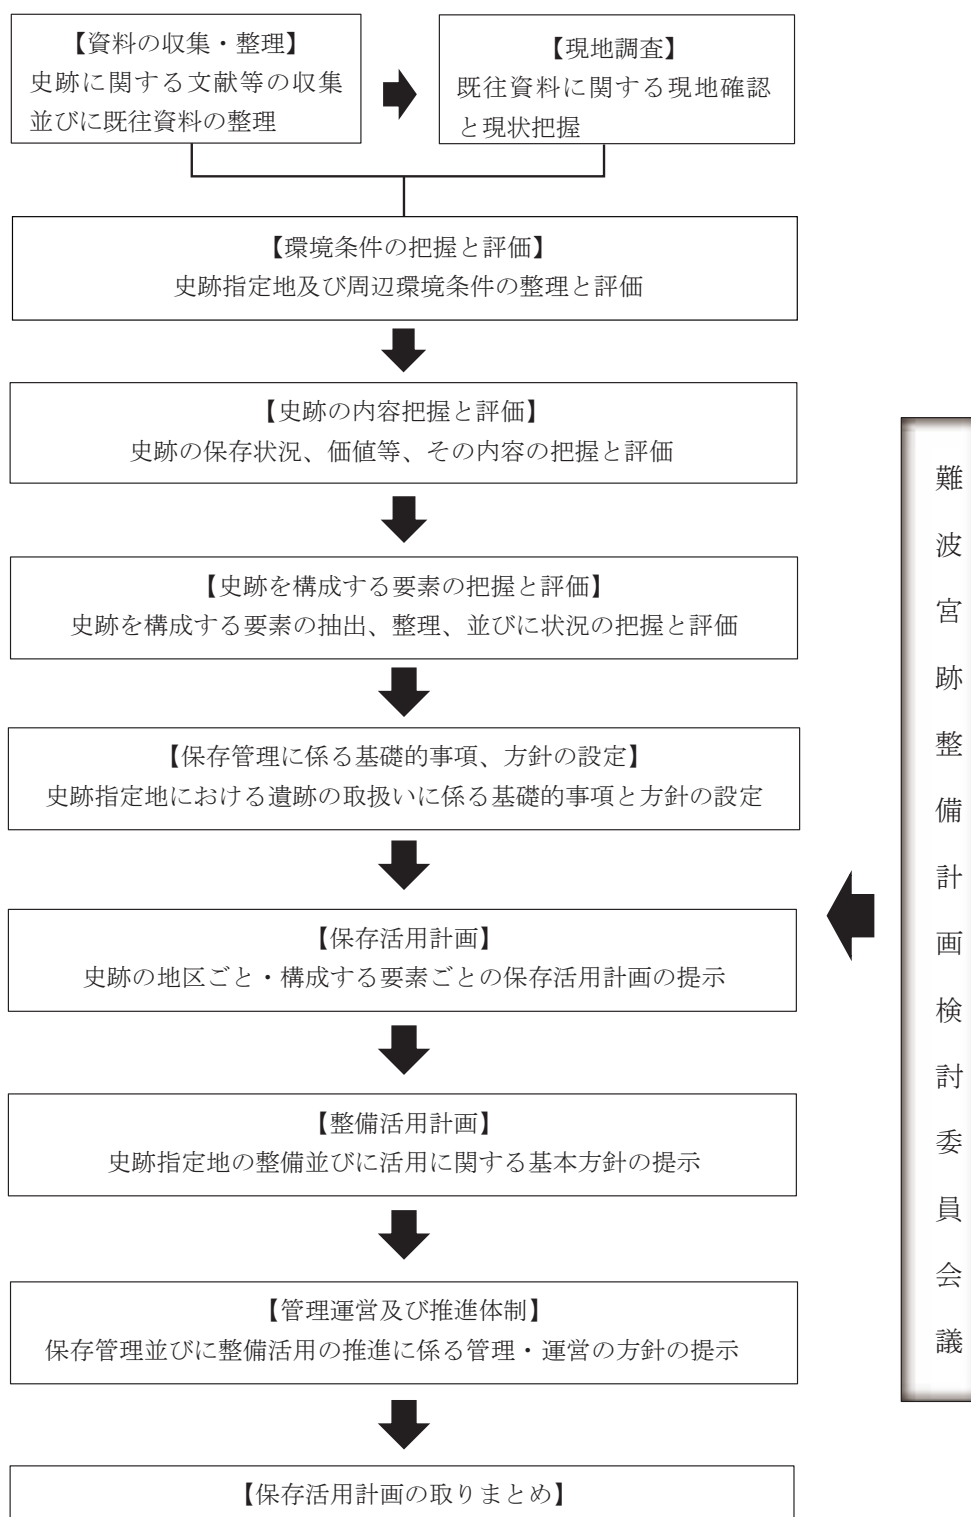 【資料の収集・整理】
史跡に関する文献等の収集
並びに既往資料の整理
【現地調査】
既往資料に関する現地確認
と現状把握
【環境条件の把握と評価】
史跡指定地及び周辺環境条件の整理と評価
【史跡の内容把握と評価】
史跡の保存状況、価値等、その内容の把握と評価
【史跡を構成する要素の把握と評価】
史跡を構成する要素の抽出、整理、並びに状況の把握と評価
【保存管理に係る基礎的事項、方針の設定】
史跡指定地における遺跡の取扱いに係る基礎的事項と方針の設定
【保存活用計画】
史跡の地区ごと・構成する要素ごとの保存活用計画の提示
【整備活用計画】
史跡指定地の整備並びに活用に関する基本方針の提示
【管理運営及び推進体制】
保存管理並びに整備活用の推進に係る管理・運営の方針の提示
【保存活用計画の取りまとめ】
難波宮跡整備計画検討委員会議